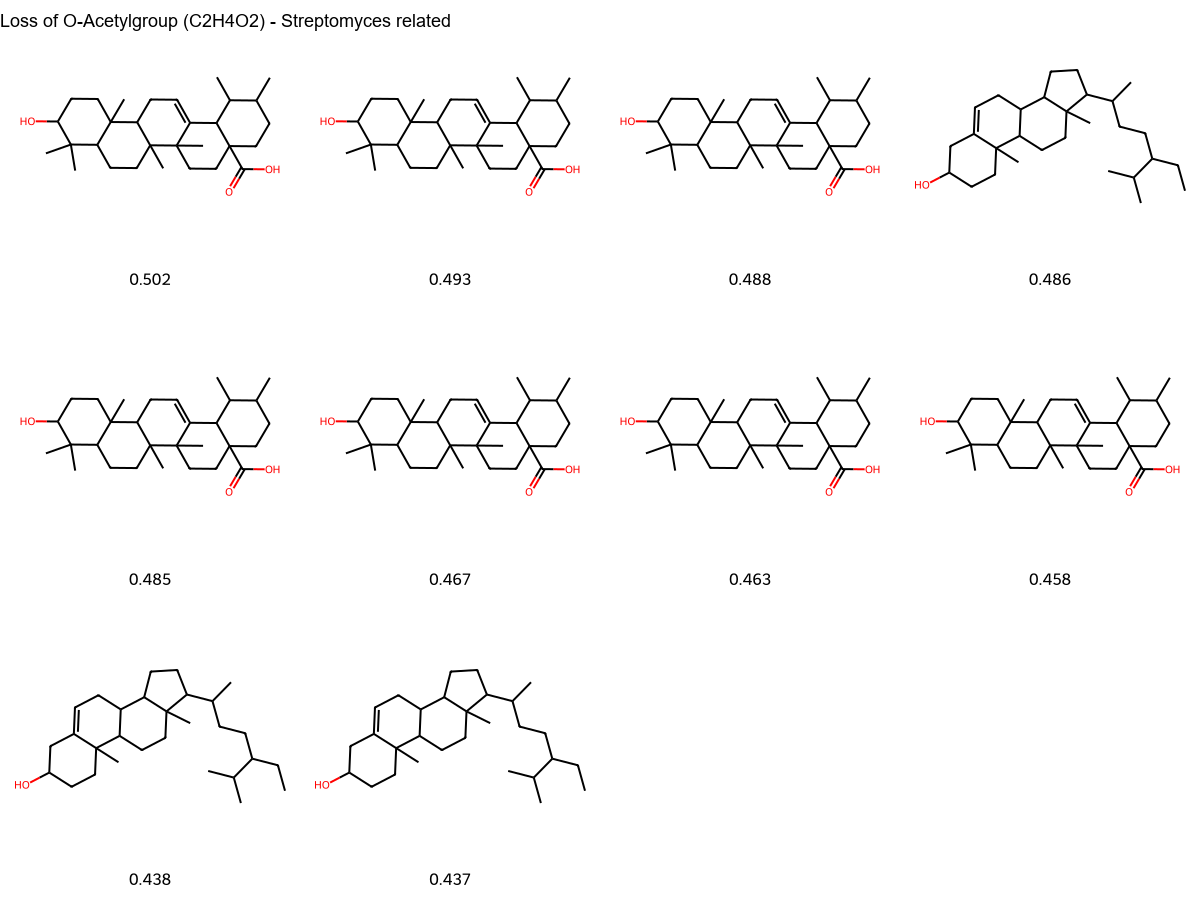 Loss of O-Acetylgroup (C2H4O2) - Streptomyces related
HO OH O HO OH O HO OH O HO
0.502 0.493 0.488 0.486
HO OH O HO OH O HO OH O HO OH O
0.485 0.467 0.463 0.458
HO HO
0.438 0.437